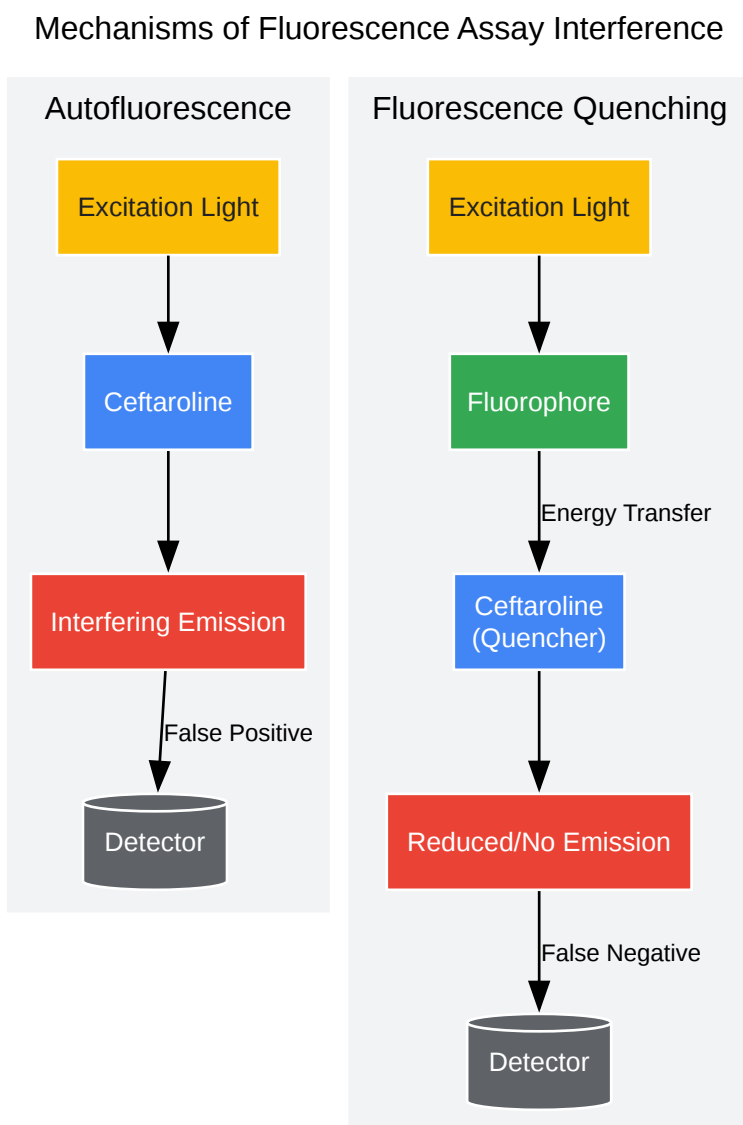 Mechanisms of Fluorescence Assay Interference
Autofluorescence
Excitation Light
Ceftaroline
Interfering Emission
False Positive
Detector
Fluorescence Quenching
Excitation Light
Fluorophore
Energy Transfer
Ceftaroline
(Quencher)
Reduced/No Emission
False Negative
Detector